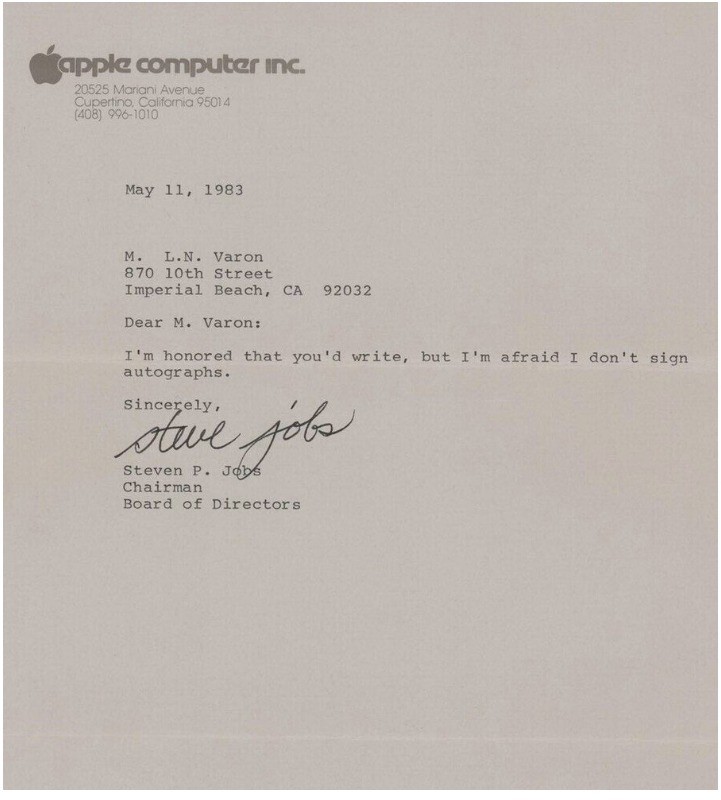 apple computer inc.
20525 Mariani Avenue
Cupertino, California 95014
(408) 996-1010
May 11, 1983
M.  L.N. Varon
870 10th Street
Imperial Beach, CA  92032
Dear M. Varon:
I'm honored that you'd write, but I'm afraid I don't sign
autographs.
Sincerely,
steve jobs
Steven P. Jobs
Chairman
Board of Directors